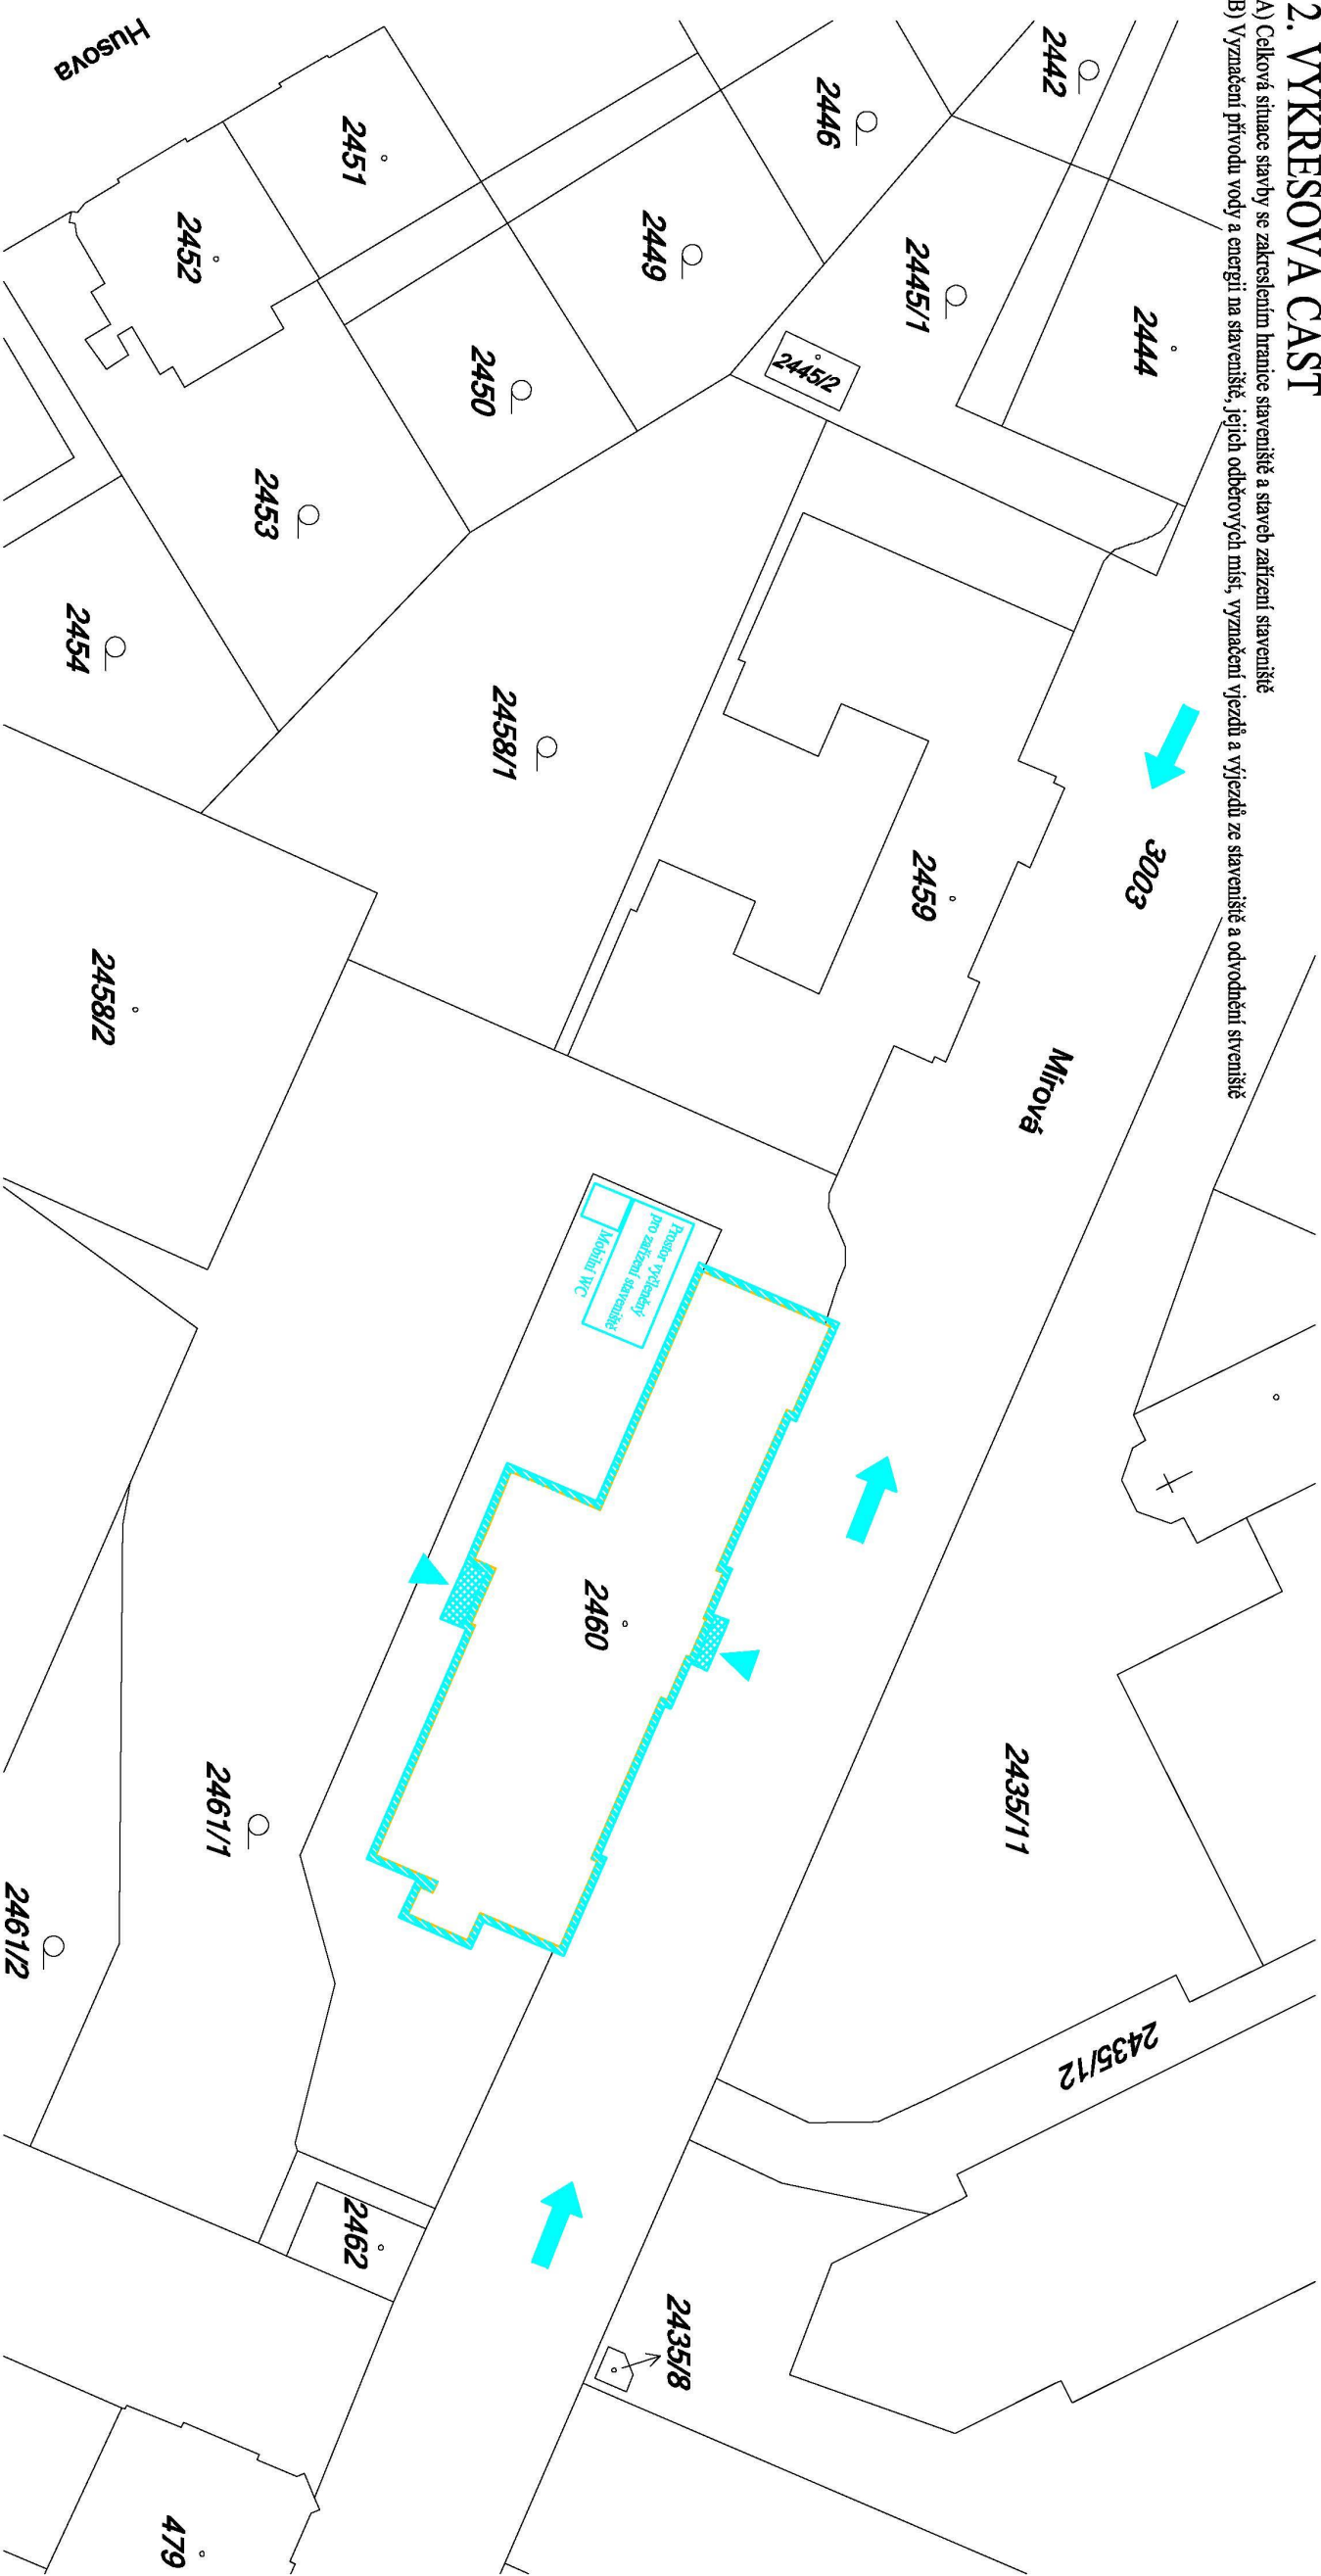 2. VÝKRESOVÁ ČÁST
A) Celková situace stavby se zakreslením hranice staveniště a staveb zařízení staveniště
B) Vyznačení přívodu vody a energií na staveniště, jejich odběrových míst, vyznačení vjezdů a výjezdů ze staveniště a odvodnění stveniště
2442
2446
2444
2445/1
2445/2
2449
2450
2451
2452
2453
2454
Husova
2458/1
2458/2
2459
3003
Mírová
Prostor vyčleněný
pro zařízení staveniště
Mobilní WC
2460
2435/11
2435/12
2461/1
2461/2
2462
2435/8
479